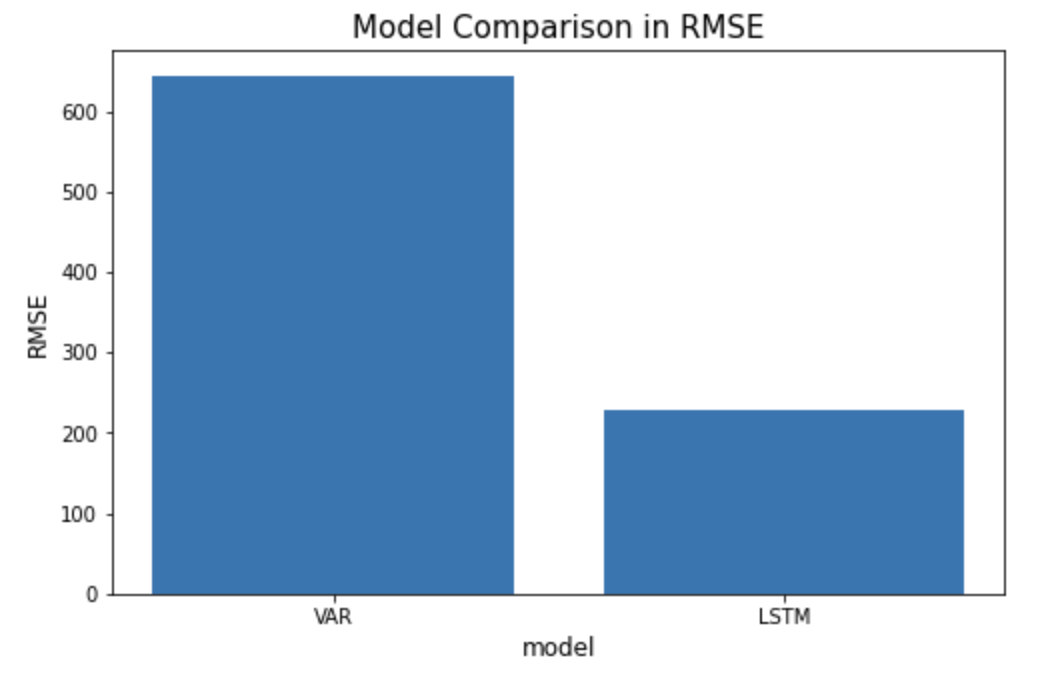 Model Comparison in RMSE
600
500
400
300
200
100
0
RMSE
VAR
LSTM
model